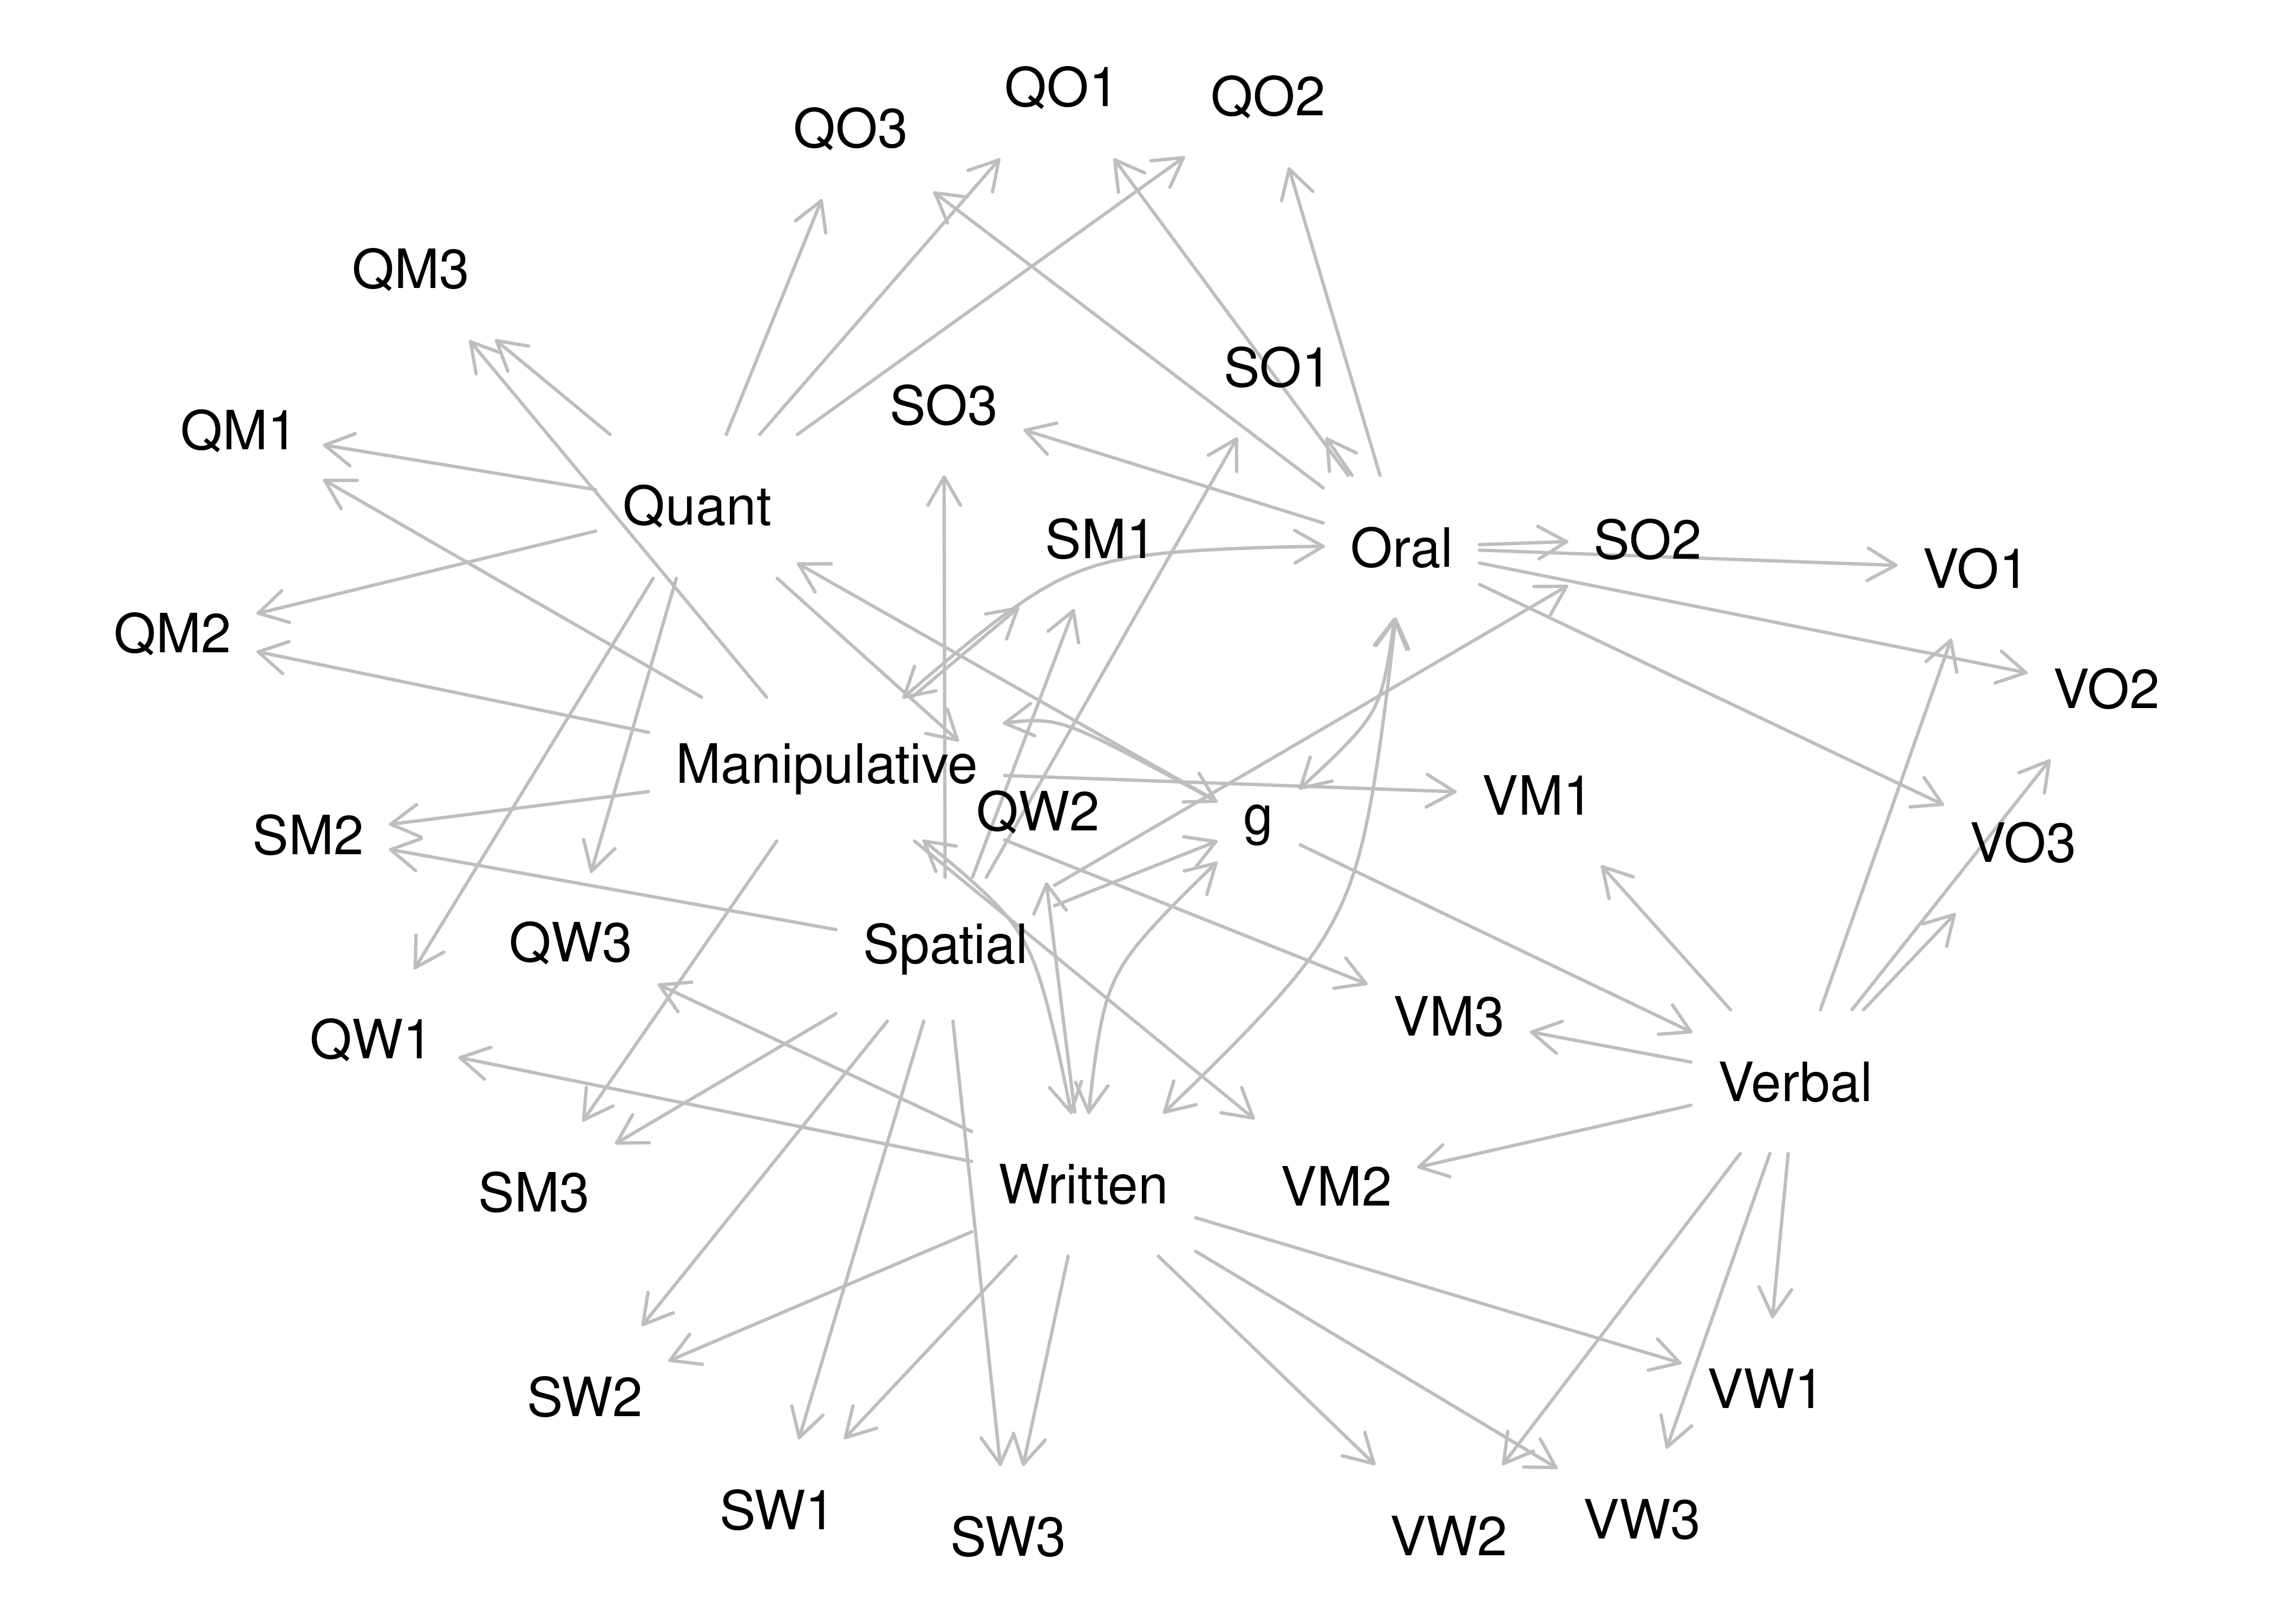 QO1
QO2
QO3
QM3
SO1
SO3
QM1
Quant
SM1
Oral
SO2
VO1
QM2
VO2
Manipulative
VM1
QW2
g
SM2
VO3
QW3
Spatial
VM3
QW1
Verbal
Written
VM2
SM3
VW1
SW2
SW1
SW3
VW2
VW3